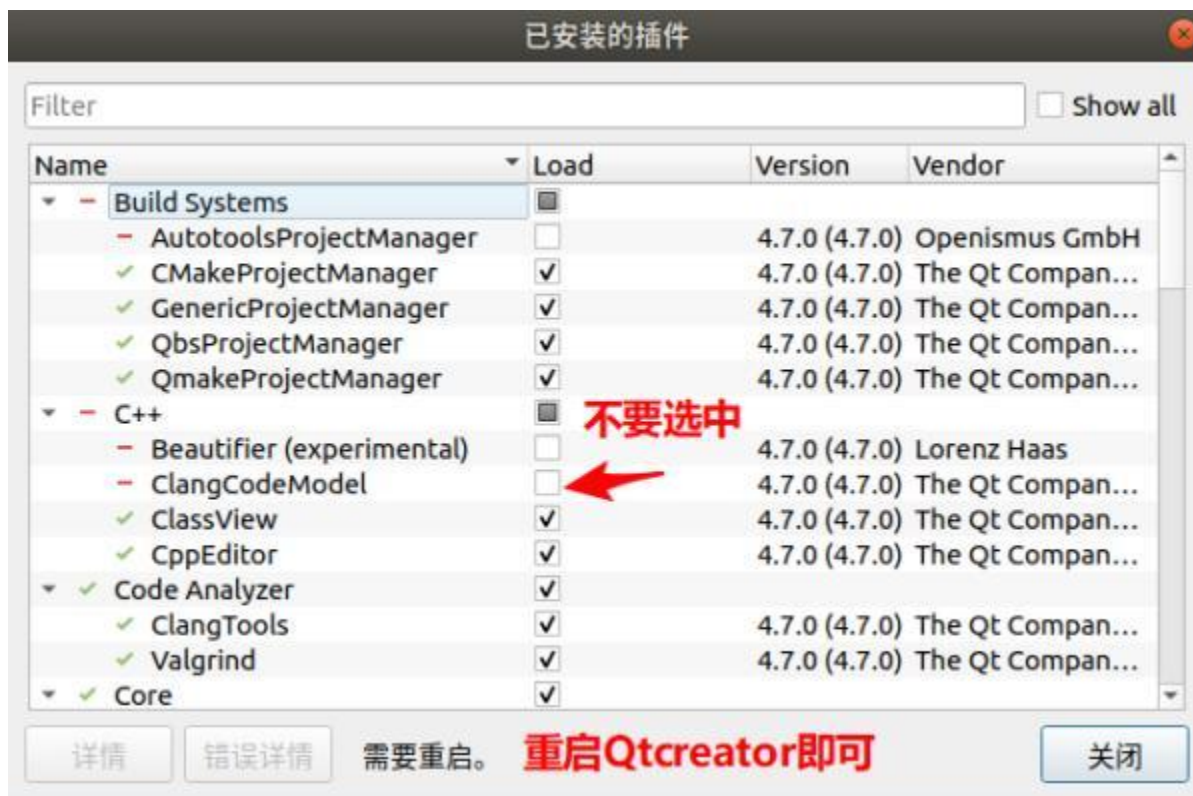 已安装的插件
Filter Show all
Name Load Version Vendor
Build Systems
AutotoolsProjectManager 4.7.0 (4.7.0) Openismus GmbH
CMakeProjectManager 4.7.0 (4.7.0) The Qt Compan...
GenericProjectManager 4.7.0 (4.7.0) The Qt Compan...
QbsProjectManager 4.7.0 (4.7.0) The Qt Compan...
QmakeProjectManager 4.7.0 (4.7.0) The Qt Compan...
C++ 不要选中
Beautifier (experimental) 4.7.0 (4.7.0) Lorenz Haas
ClangCodeModel 4.7.0 (4.7.0) The Qt Compan...
ClassView 4.7.0 (4.7.0) The Qt Compan...
CppEditor 4.7.0 (4.7.0) The Qt Compan...
Code Analyzer
ClangTools 4.7.0 (4.7.0) The Qt Compan...
Valgrind 4.7.0 (4.7.0) The Qt Compan...
Core
详情 错误详情 需要重启。 重启Qtcreator即可 关闭